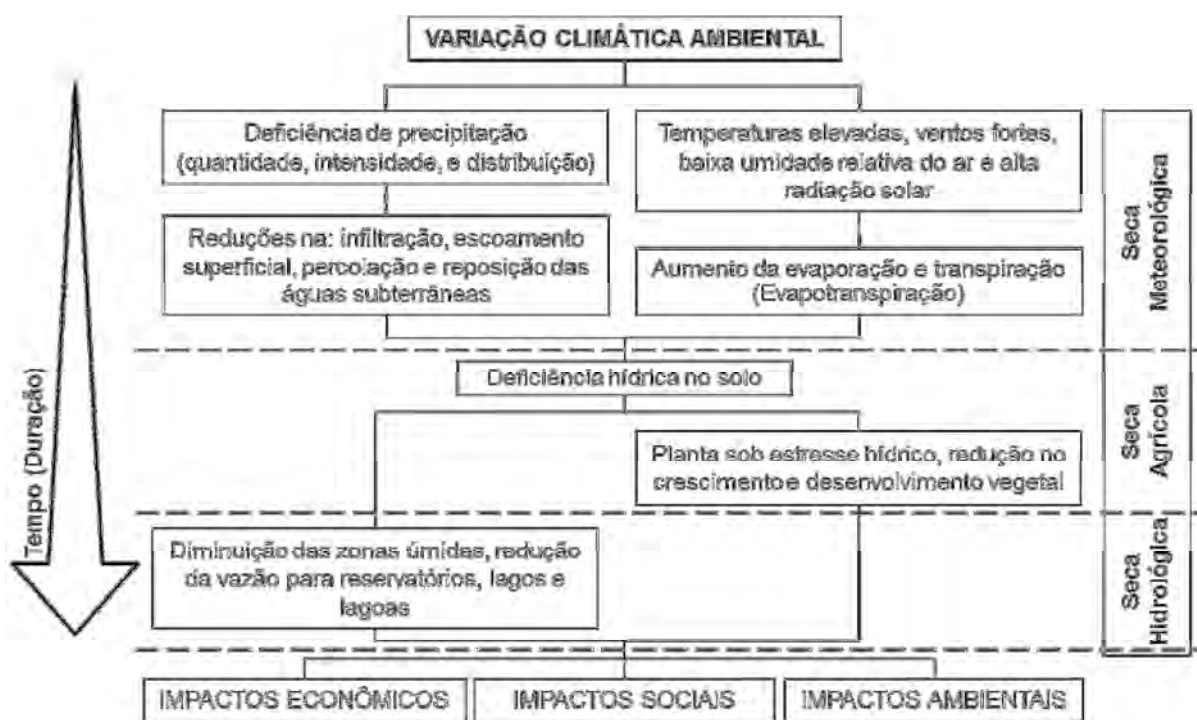 VARIAÇÃO CLIMÁTICA AMBIENTAL
Deficiência de precipitação
(quantidade, intensidade, e distribuição)
Temperaturas elevadas, ventos fortes,
baixa umidade relativa do ar e alta
radiação solar
Reduções na: infiltração, escoamento
superficial, percolação e reposição das
águas subterrâneas
Aumento da evaporação e transpiração
(Evapotranspiração)
Seca
Meteorológica
Deficiência hídrica no solo
Planta sob estresse hídrico, redução no
crescimento e desenvolvimento vegetal
Seca
Agrícola
Diminuição das zonas úmidas, redução
da vazão para reservatórios, lagos e
lagoas
Seca
Hidrológica
Tempo (Duração)
IMPACTOS ECONÔMICOS
IMPACTOS SOCIAIS
IMPACTOS AMBIENTAIS